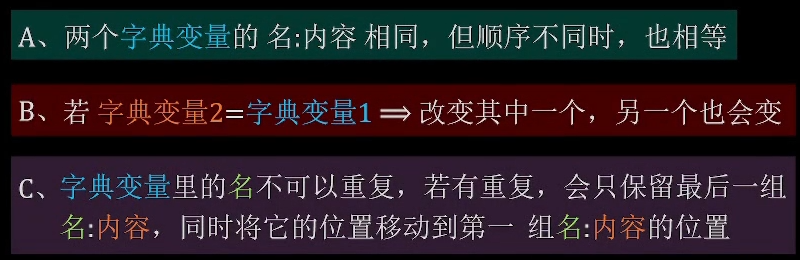 A、两个字典变量的 名:内容 相同，但顺序不同时，也相等
B、若 字典变量2=字典变量1 ⟹ 改变其中一个，另一个也会变
C、字典变量里的名不可以重复，若有重复，会只保留最后一组
名:内容，同时将它的位置移动到第一 组名:内容的位置